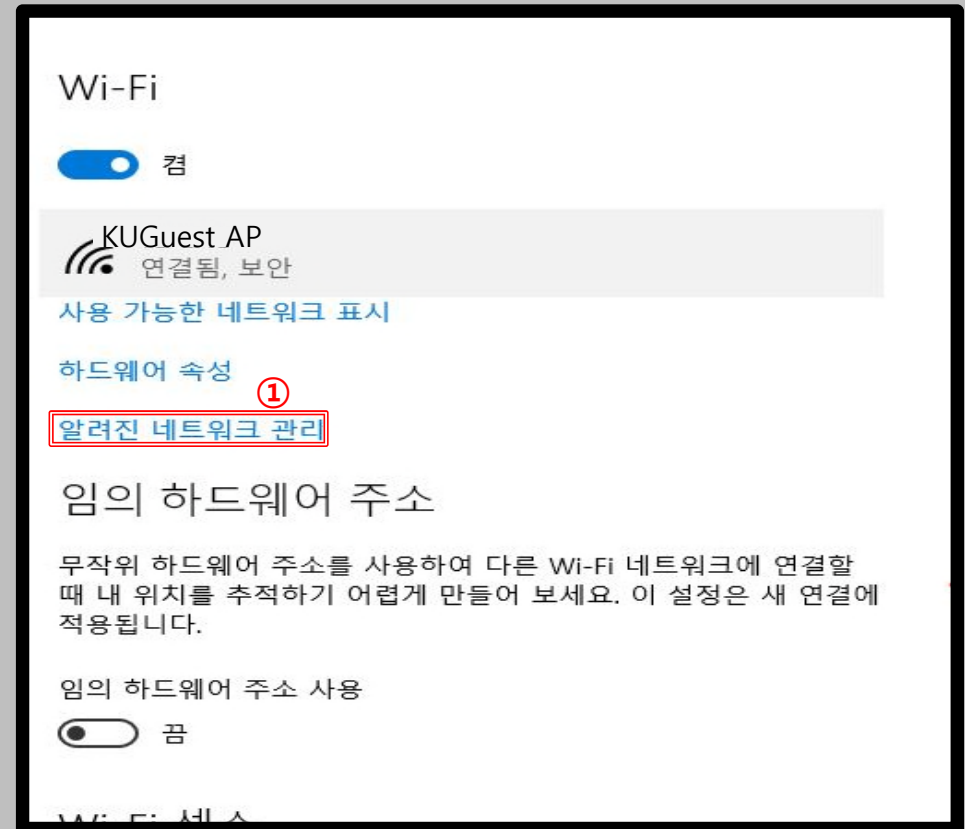 Wi-Fi
켬
KUGuest_AP
연결됨, 보안
사용 가능한 네트워크 표시
하드웨어 속성
①
알려진 네트워크 관리
임의 하드웨어 주소
무작위 하드웨어 주소를 사용하여 다른 Wi-Fi 네트워크에 연결할
때 내 위치를 추적하기 어렵게 만들어 보세요. 이 설정은 새 연결에
적용됩니다.
임의 하드웨어 주소 사용
끔